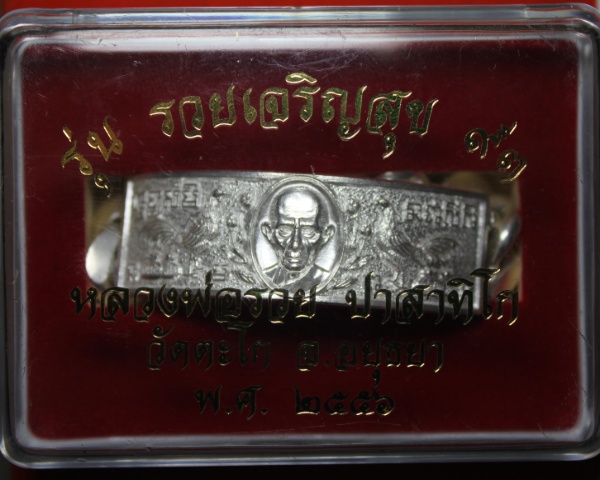 รุ่น รวยเจริญสุข ๙๓
หลวงพ่อรวย ปาสาทิโก
วัดตะโก จ.อยุธยา
พ.ศ. ๒๕๕๖